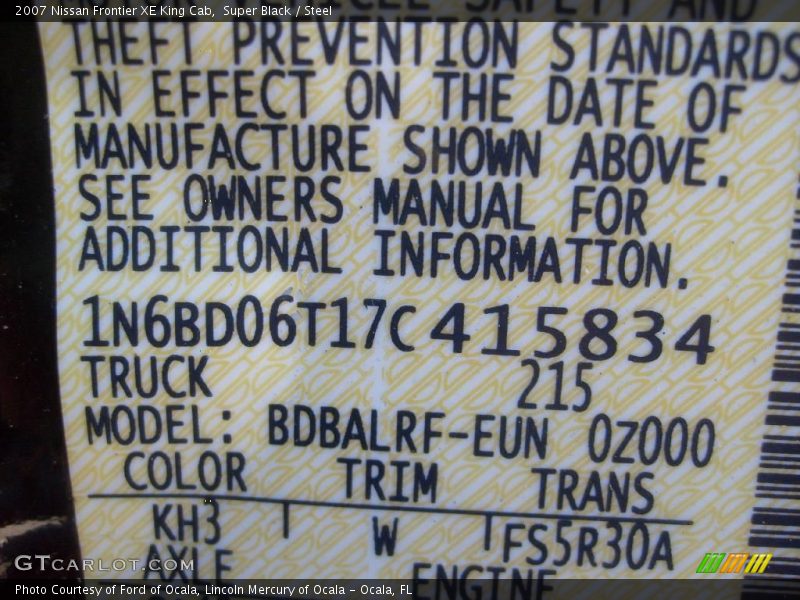 2007 Nissan Frontier XE King Cab, Super Black / Steel
SAFETY AND
THEFT PREVENTION STANDARDS
IN EFFECT ON THE DATE OF
MANUFACTURE SHOWN ABOVE.
SEE OWNERS MANUAL FOR
ADDITIONAL INFORMATION.
1N6BD06T17C415834
TRUCK 215
MODEL: BDBALRF-EUN 0Z000
COLOR TRIM TRANS
KH3 W FS5R30A
AXLE ENGINE
GTCARLOT.COM
Photo Courtesy of Ford of Ocala, Lincoln Mercury of Ocala - Ocala, FL